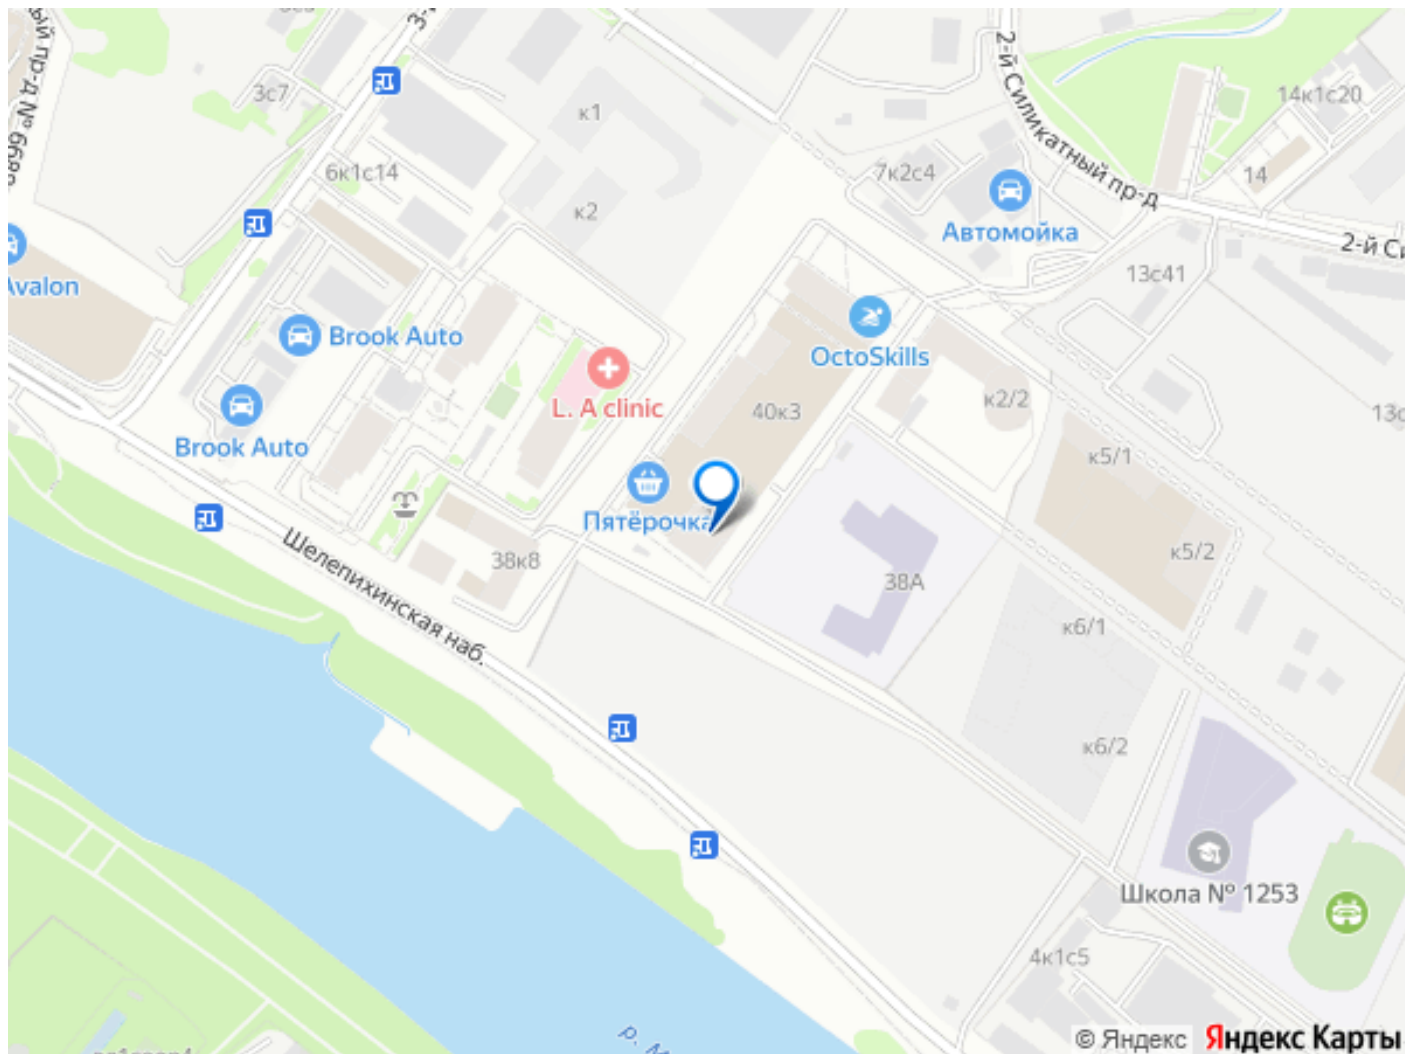 3с7
к1
2-й Силикатный пр-д
14к1с20
6к1с14
7к2с4
14
к2
Автомойка
2-й Си
13с41
Avalon
Brook Auto
OctoSkills
L. A clinic
40к3
к2/2
Brook Auto
к5/1
Пятёрочка
Шелепихинская наб.
38к8
38А
к5/2
к6/1
к6/2
Школа № 1253
4к1с5
© Яндекс
Яндекс Карты